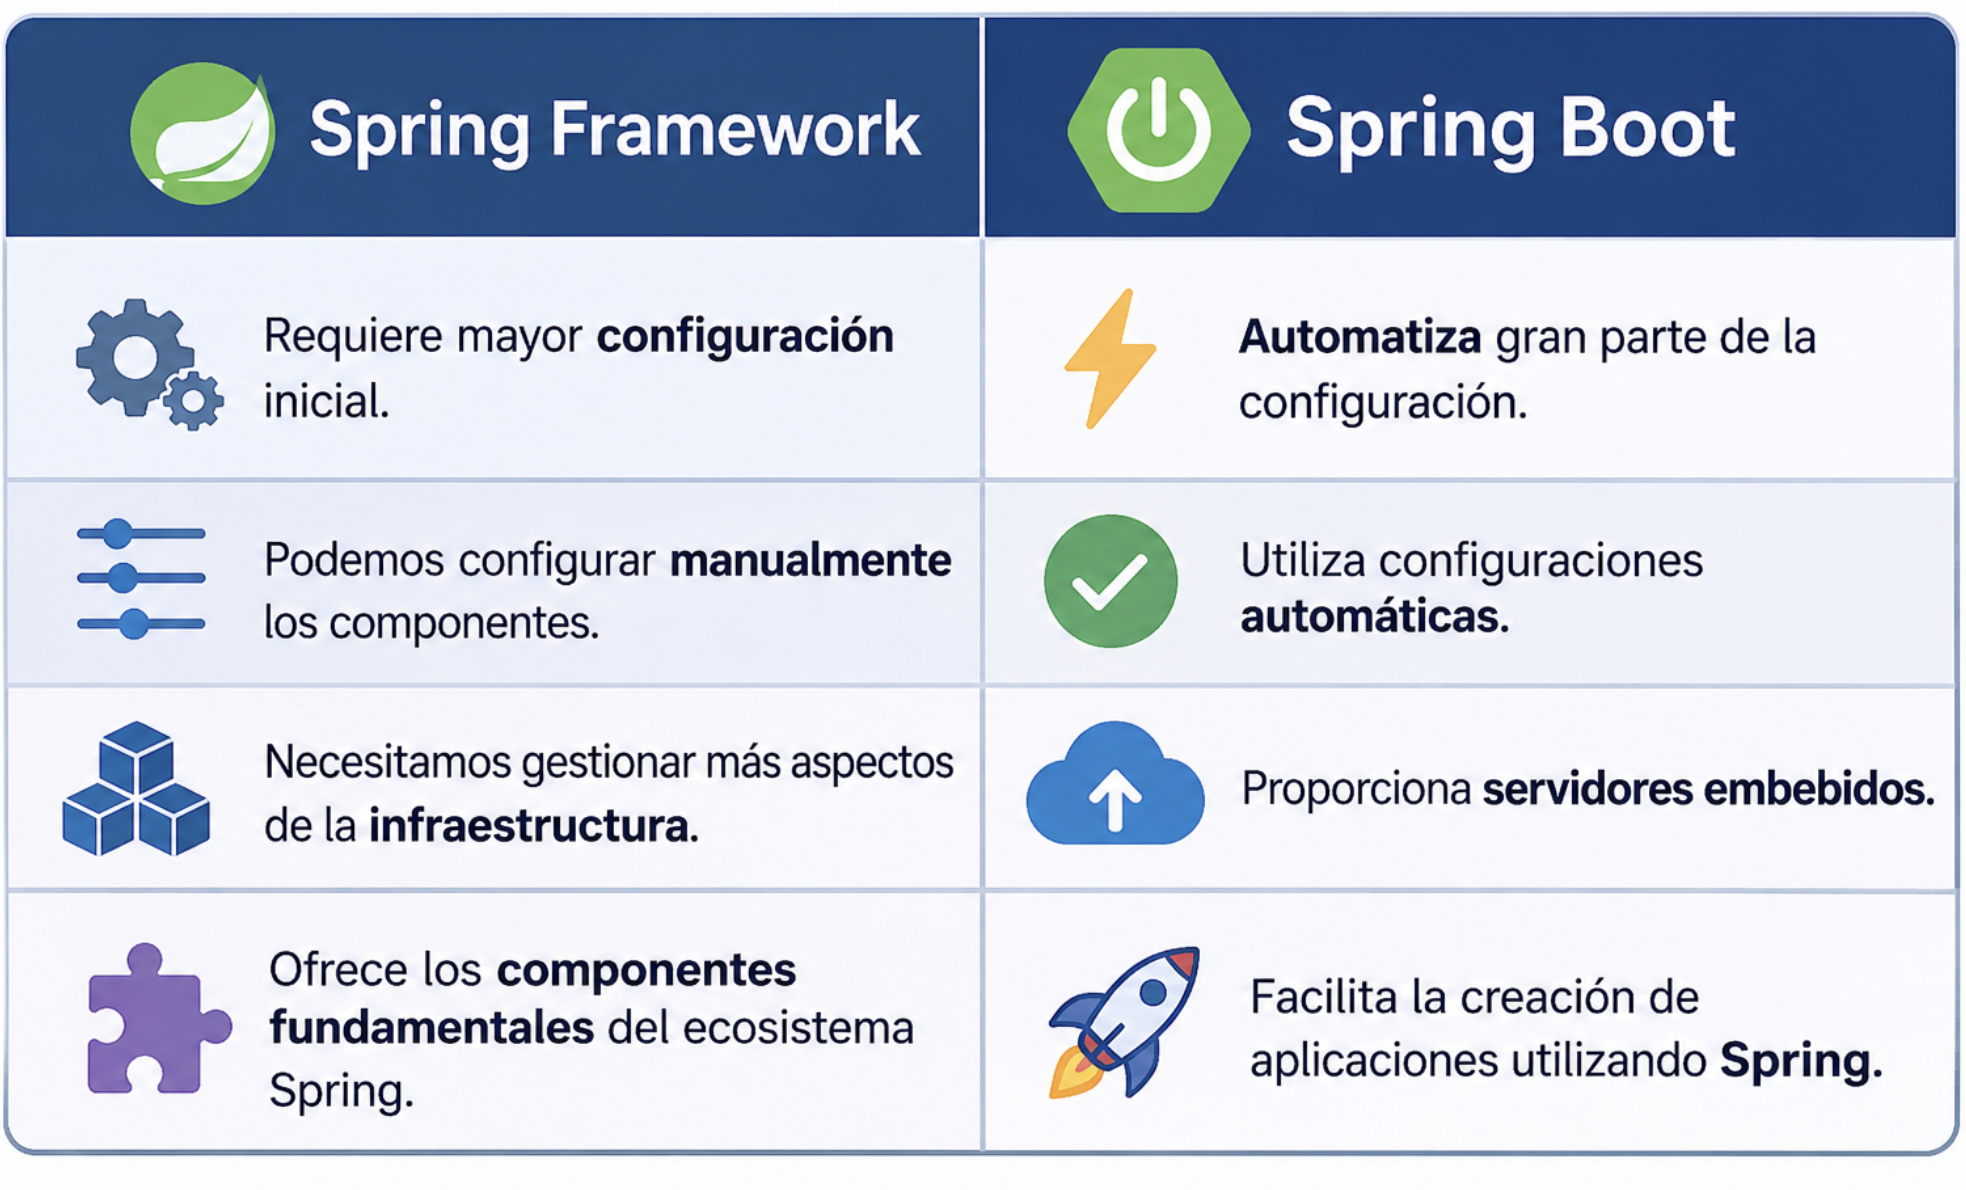 Spring Framework
Spring Boot
Requiere mayor configuración
inicial.
Automatiza gran parte de la
configuración.
Podemos configurar manualmente
los componentes.
Utiliza configuraciones
automáticas.
Necesitamos gestionar más aspectos
de la infraestructura.
Proporciona servidores embebidos.
Ofrece los componentes
fundamentales del ecosistema
Spring.
Facilita la creación de
aplicaciones utilizando Spring.